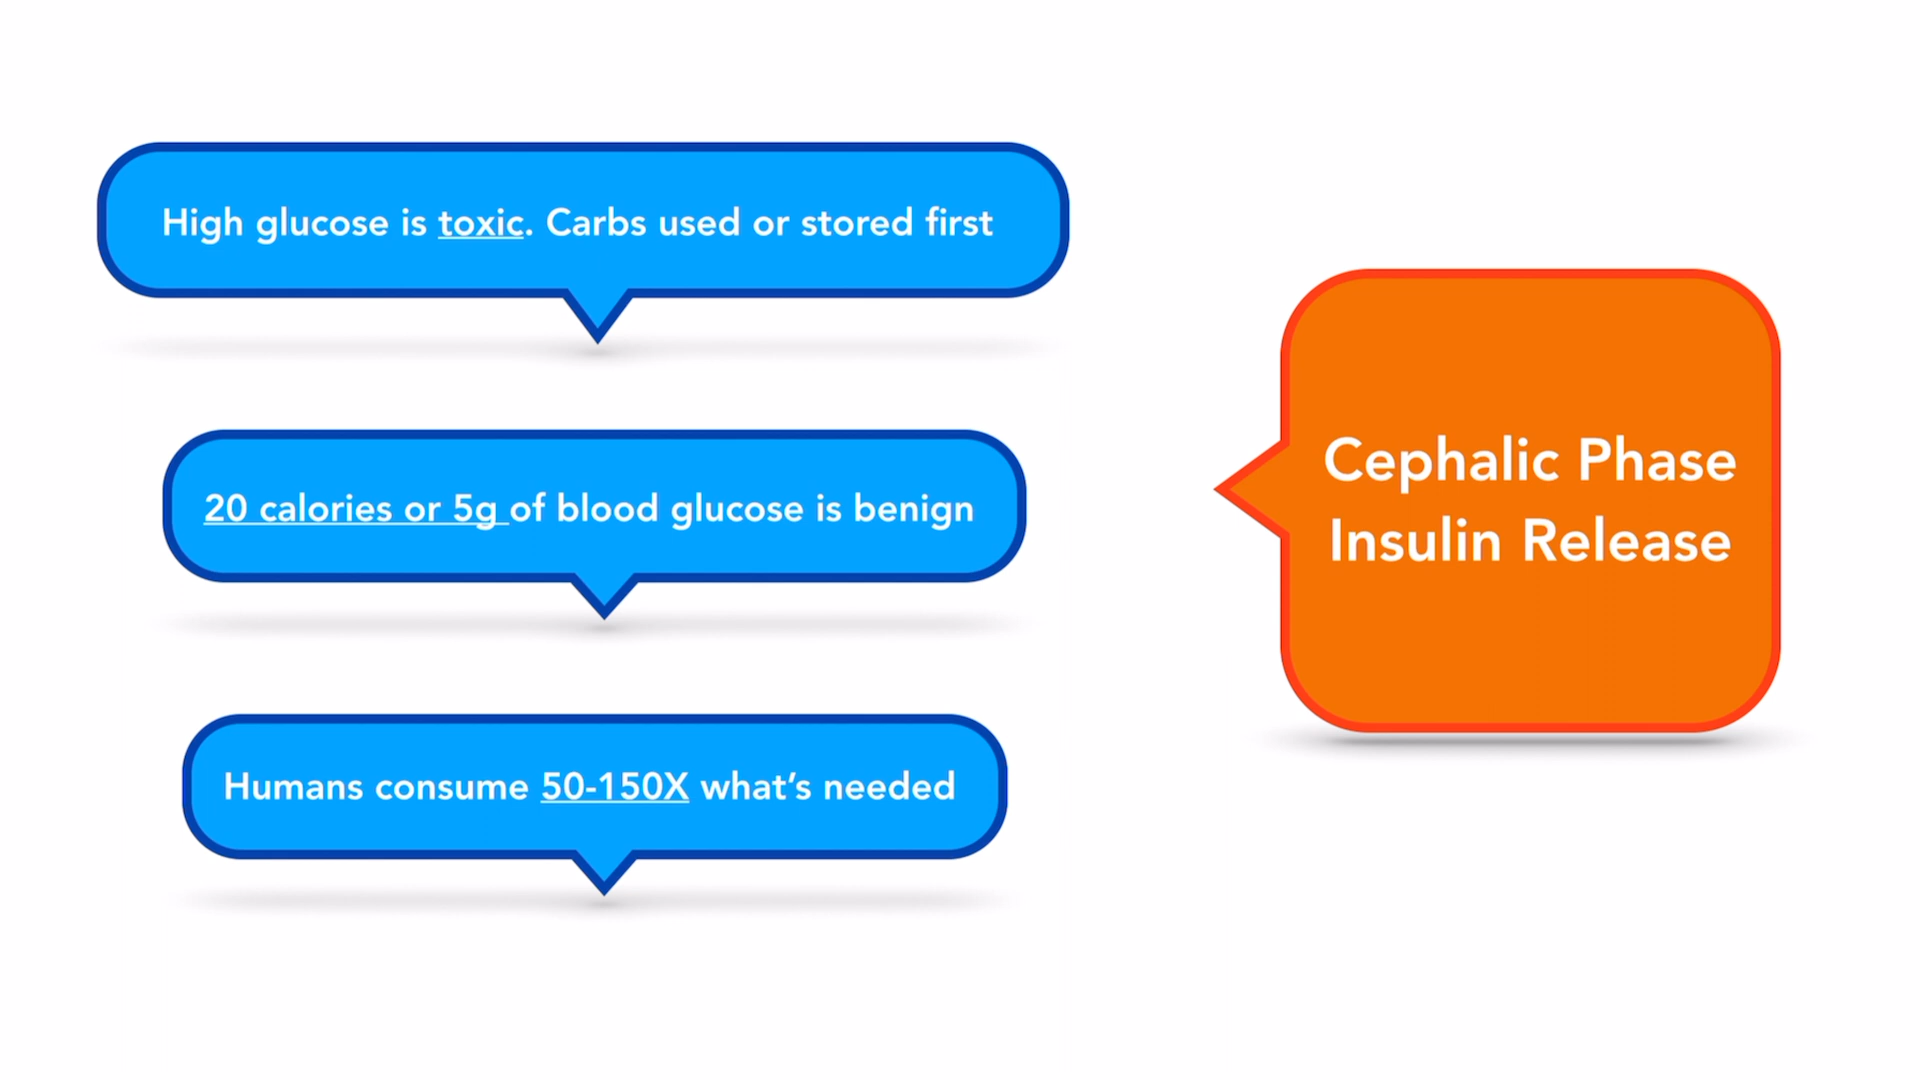 High glucose is toxic. Carbs used or stored first
20 calories or 5g of blood glucose is benign
Humans consume 50-150X what’s needed
Cephalic Phase
Insulin Release